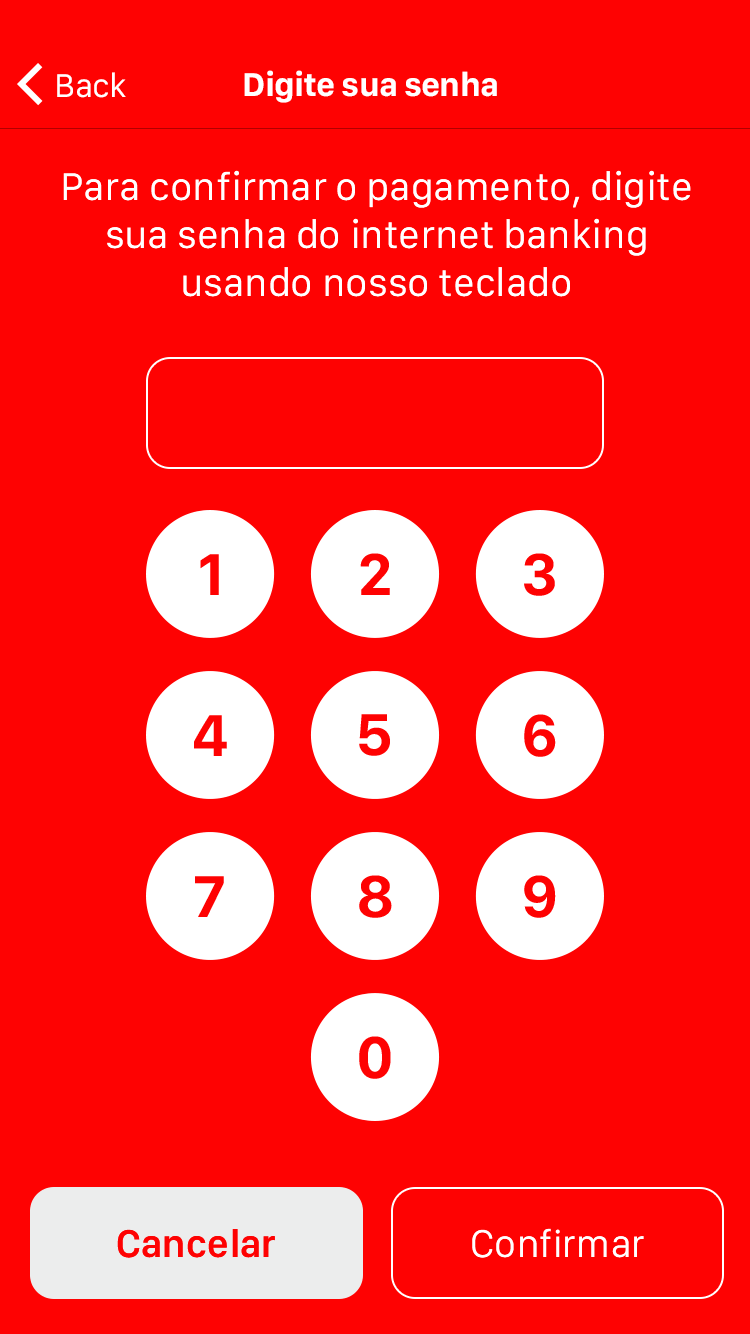 Back
Digite sua senha
Para confirmar o pagamento, digite
sua senha do internet banking
usando nosso teclado
1 2 3
4 5 6
7 8 9
0
Cancelar
Confirmar